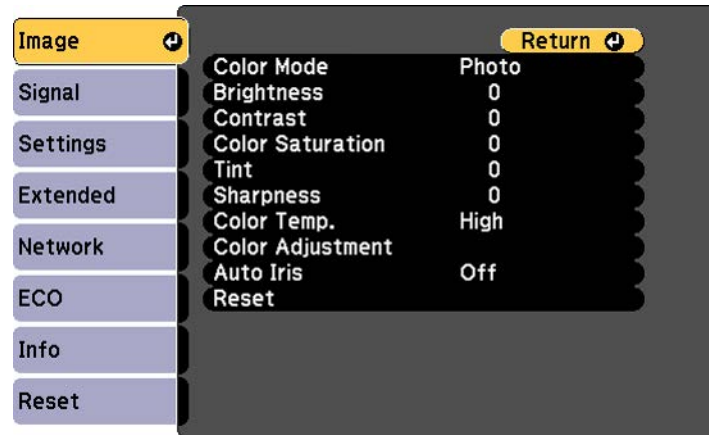 Image
Signal
Settings
Extended
Network
ECO
Info
Reset
Return
Color Mode Photo
Brightness 0
Contrast 0
Color Saturation 0
Tint 0
Sharpness 0
Color Temp. High
Color Adjustment
Auto Iris Off
Reset